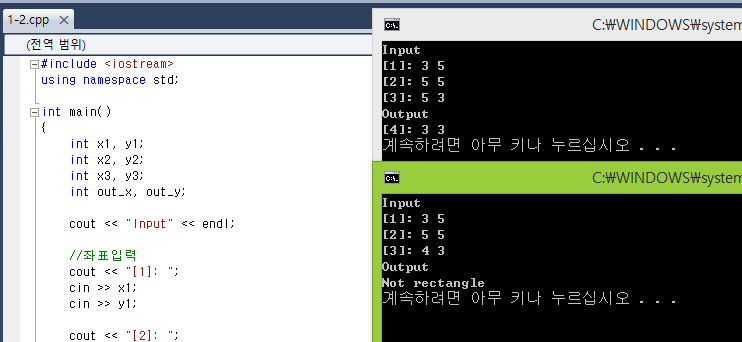 1-2.cpp
(전역 범위)
#include <iostream>
using namespace std;
int main()
{
int x1, y1;
int x2, y2;
int x3, y3;
int out_x, out_y;
cout << "Input" << endl;
//좌표입력
cout << "[1]: ";
cin >> x1;
cin >> y1;
cout << "[2]: ";
C:₩WINDOWS₩system
Input
[1]: 3 5
[2]: 5 5
[3]: 5 3
Output
[4]: 3 3
계속하려면 아무 키나 누르십시오 . . .
C:₩WINDOWS₩system
Input
[1]: 3 5
[2]: 5 5
[3]: 4 3
Output
Not rectangle
계속하려면 아무 키나 누르십시오 . . .